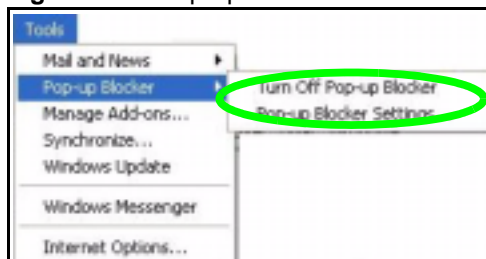 Tools
Mail and News
Pop-up Blocker
Turn Off Pop-up Blocker
Pop-up Blocker Settings
Manage Add-ons...
Synchronize...
Windows Update
Windows Messenger
Internet Options...